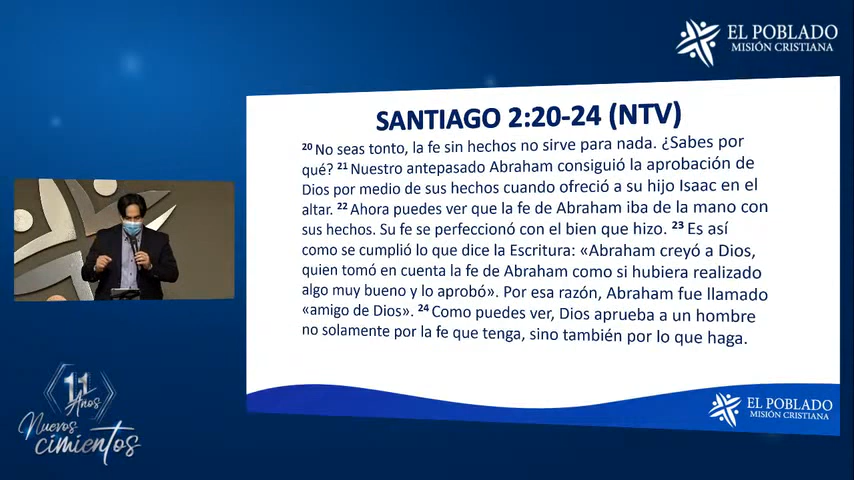 EL POBLADO
MISIÓN CRISTIANA
SANTIAGO 2:20-24 (NTV)
20 No seas tonto, la fe sin hechos no sirve para nada. ¿Sabes por
qué? 21 Nuestro antepasado Abraham consiguió la aprobación de
Dios por medio de sus hechos cuando ofreció a su hijo Isaac en el
altar. 22 Ahora puedes ver que la fe de Abraham iba de la mano con
sus hechos. Su fe se perfeccionó con el bien que hizo. 23 Es así
como se cumplió lo que dice la Escritura: «Abraham creyó a Dios,
quien tomó en cuenta la fe de Abraham como si hubiera realizado
algo muy bueno y lo aprobó». Por esa razón, Abraham fue llamado
«amigo de Dios». 24 Como puedes ver, Dios aprueba a un hombre
no solamente por la fe que tenga, sino también por lo que haga.
11
Años
Nuevos
cimientos
EL POBLADO
MISIÓN CRISTIANA